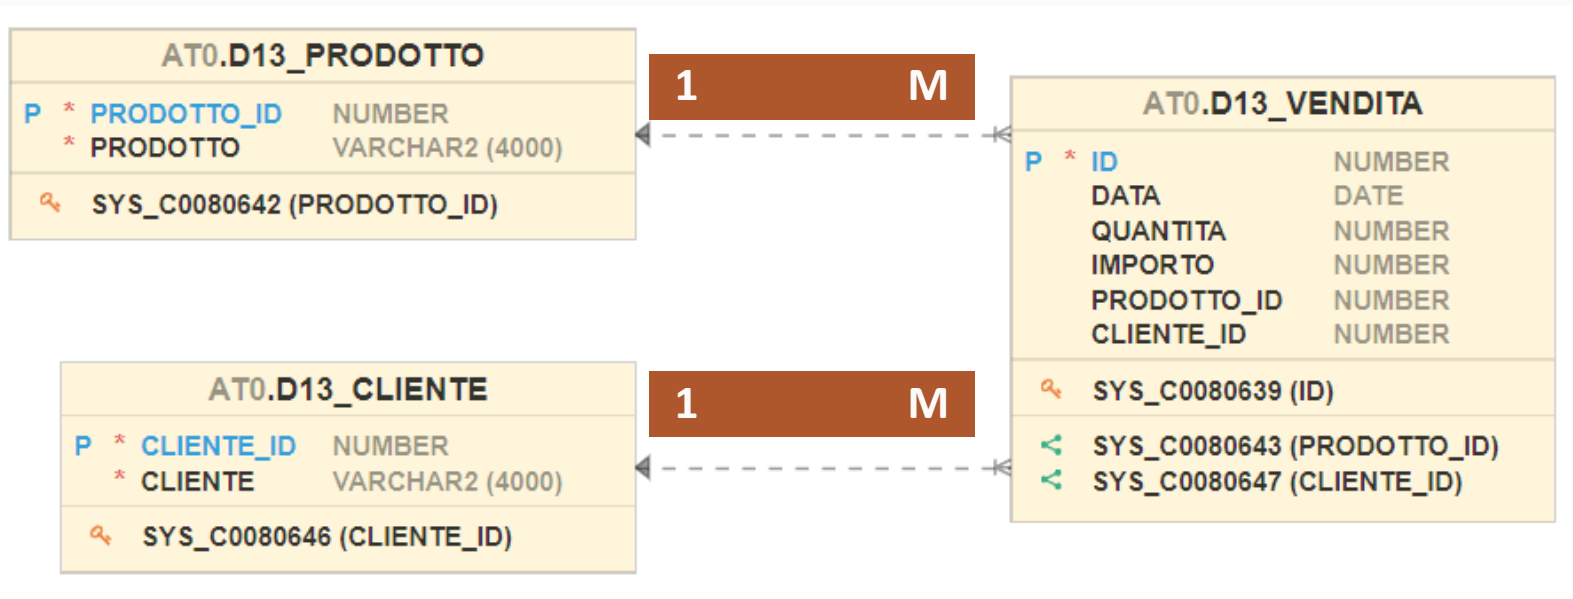 AT0.D13_PRODOTTO
P * PRODOTTO_ID NUMBER
* PRODOTTO VARCHAR2 (4000)
SYS_C0080642 (PRODOTTO_ID)
1 M
AT0.D13_VENDITA
P * ID NUMBER
DATA DATE
QUANTITA NUMBER
IMPORTO NUMBER
PRODOTTO_ID NUMBER
CLIENTE_ID NUMBER
SYS_C0080639 (ID)
SYS_C0080643 (PRODOTTO_ID)
SYS_C0080647 (CLIENTE_ID)
AT0.D13_CLIENTE
P * CLIENTE_ID NUMBER
* CLIENTE VARCHAR2 (4000)
SYS_C0080646 (CLIENTE_ID)
1 M